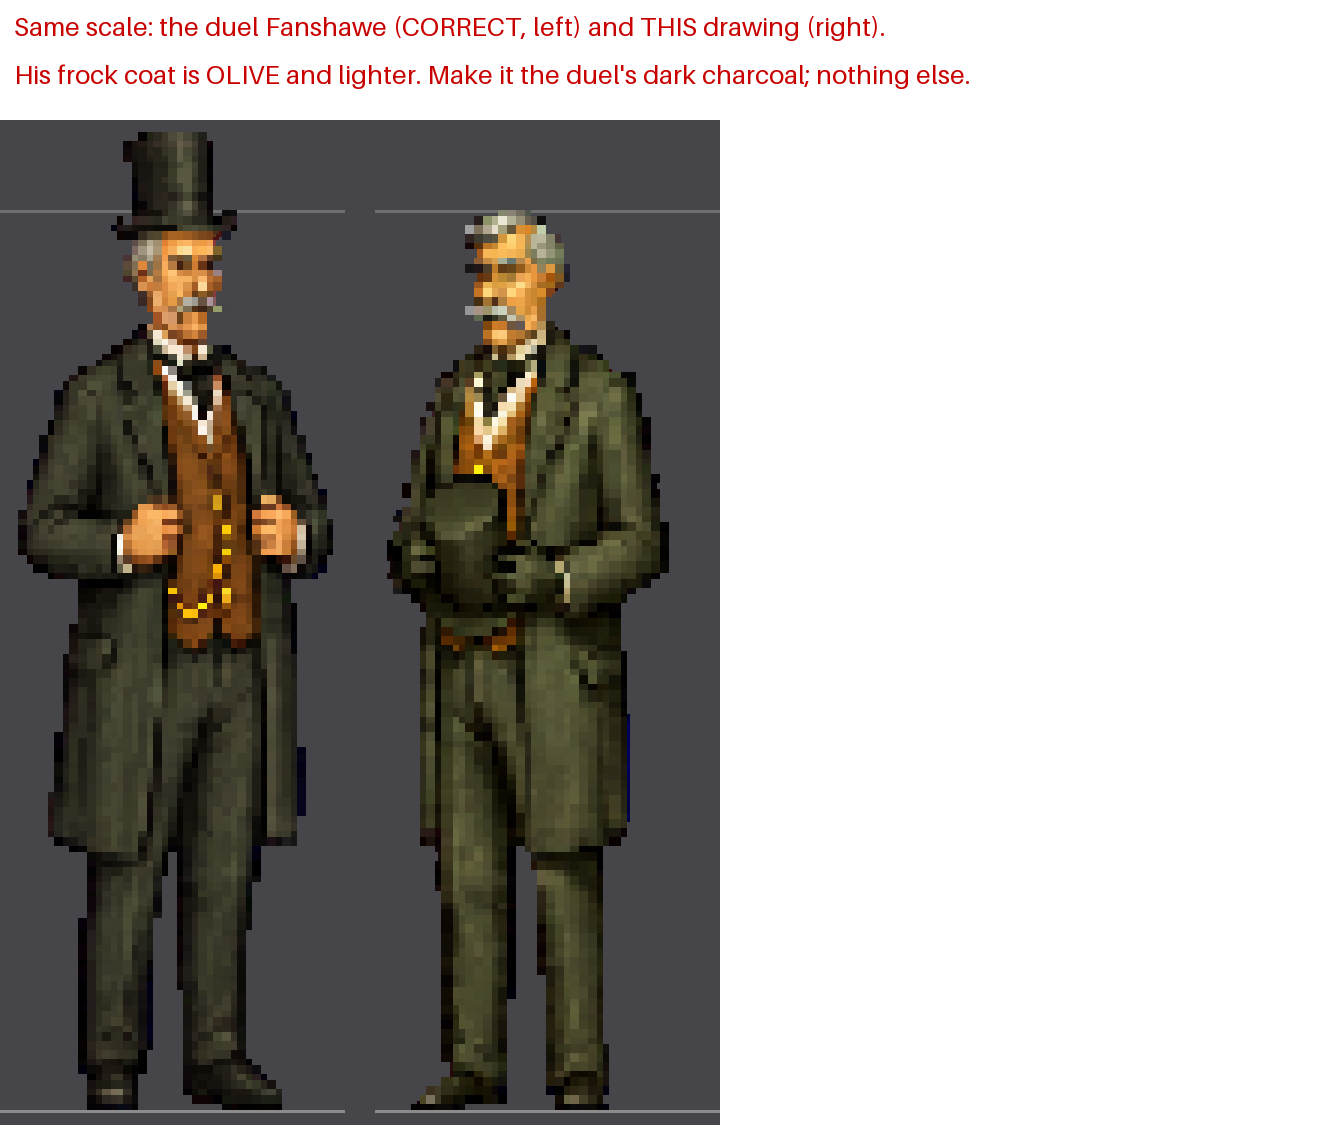 Same scale: the duel Fanshawe (CORRECT, left) and THIS drawing (right).
His frock coat is OLIVE and lighter. Make it the duel's dark charcoal; nothing else.